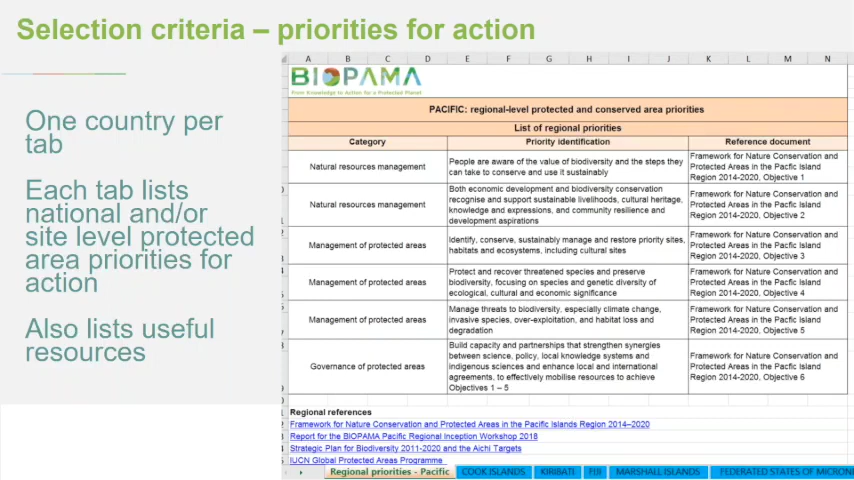 Selection criteria – priorities for action
One country per
tab
Each tab lists
national and/or
site level protected
area priorities for
action
Also lists useful
resources
A B C D E F G H I J K L M N
BIOPAMA
From Knowledge to Action for a Protected Planet
PACIFIC: regional-level protected and conserved area priorities
List of regional priorities
Category Priority identification Reference document
Natural resources management
People are aware of the value of biodiversity and the steps they
can take to conserve and use it sustainably
Framework for Nature Conservation and
Protected Areas in the Pacfic Island
Region 2014-2020, Objective 1
Natural resources management
Both economic development and biodiversity conservation
recognise and support sustainable livelihoods, cultural heritage,
knowledge and expressions, and community resilience and
development aspirations
Framework for Nature Conservation and
Protected Areas in the Pacfic Island
Region 2014-2020, Objective 2
Management of protected areas
Identify, conserve, sustainably manage and restore priority sites,
habitats and ecosystems, including cultural sites
Framework for Nature Conservation and
Protected Areas in the Pacfic Island
Region 2014-2020, Objective 3
Management of protected areas
Protect and recover threatened species and preserve
biodiversity, focusing on species and genetic diversity of
ecological, cultural and economic significance
Framework for Nature Conservation and
Protected Areas in the Pacfic Island
Region 2014-2020, Objective 4
Management of protected areas
Manage threats to biodiversity, especially climate change,
invasive species, over-exploitation, and habitat loss and
degradation
Framework for Nature Conservation and
Protected Areas in the Pacfic Island
Region 2014-2020, Objective 5
Governance of protected areas
Build capacity and partnerships that strengthen synergies
between science, policy, local knowledge systems and
indigenous sciences and enhance local and international
agreements, to effectively mobilise resources to achieve
Objectives 1 – 5
Framework for Nature Conservation and
Protected Areas in the Pacfic Island
Region 2014-2020, Objective 6
Regional references
Framework for Nature Conservation and Protected Areas in the Pacific Islands Region 2014–2020
Report for the BIOPAMA Pacific Regional Inception Workshop 2018
Strategic Plan for Biodiversity 2011-2020 and the Aichi Targets
IUCN Global Protected Areas Programme
Regional priorities - Pacific COOK ISLANDS KIRIBATI FIJI MARSHALL ISLANDS FEDERATED STATES OF MICRON